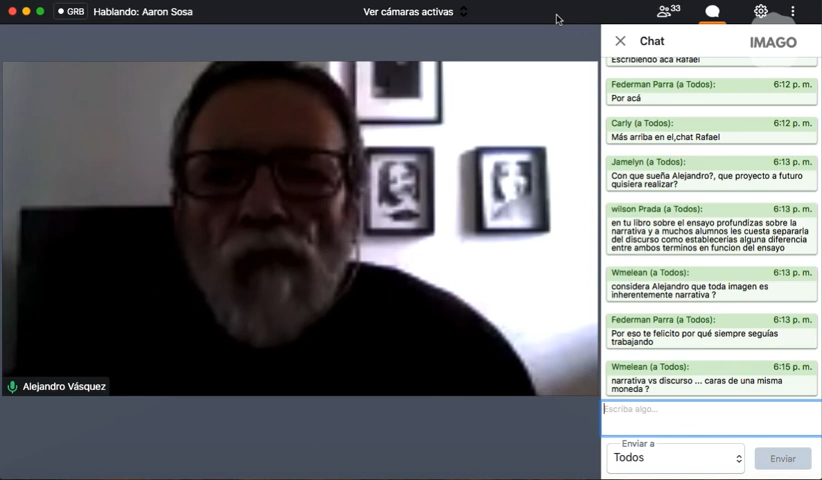 GRB
Hablando: Aaron Sosa
Ver cámaras activas
33
Chat
IMAGO
Escribiendo acá Rafael
Federman Parra (a Todos): 6:12 p. m.
Por acá
Carly (a Todos): 6:12 p. m.
Más arriba en el,chat Rafael
Jamelyn (a Todos): 6:13 p. m.
Con que sueña Alejandro?, que proyecto a futuro
quisiera realizar?
wilson Prada (a Todos): 6:13 p. m.
en tu libro sobre el ensayo profundizas sobre la
narrativa y a muchos alumnos les cuesta separarla
del discurso como establecerias alguna diferencia
entre ambos terminos en funcion del ensayo
Wmelean (a Todos): 6:13 p. m.
considera Alejandro que toda imagen es
inherentemente narrativa ?
Federman Parra (a Todos): 6:13 p. m.
Por eso te felicito por qué siempre seguías
trabajando
Wmelean (a Todos): 6:15 p. m.
narrativa vs discurso ... caras de una misma
moneda ?
Alejandro Vásquez
Escriba algo...
Enviar a
Todos
Enviar